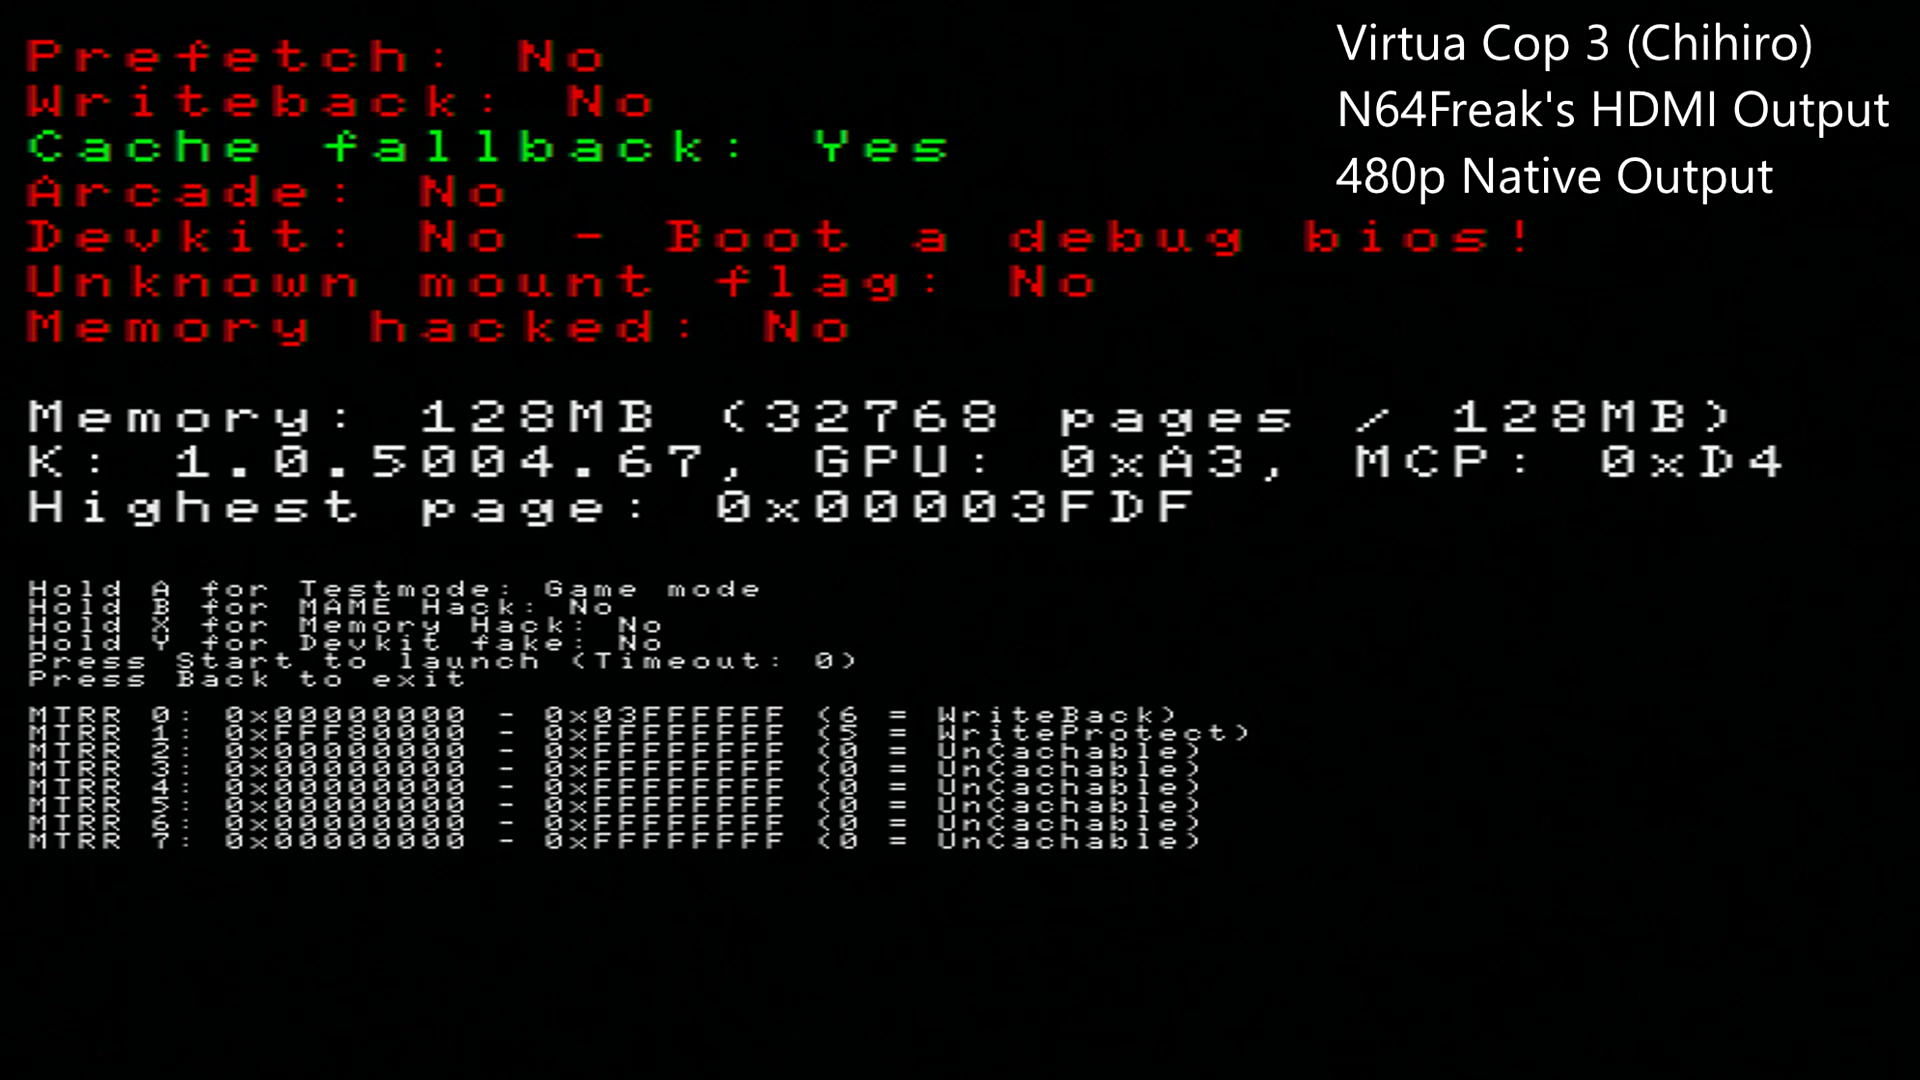 Prefetch: No
Writeback: No
Cache fallback: Yes
Arcade: No
Devkit: No - Boot a debug bios!
Unknown mount flag: No
Memory hacked: No
Virtua Cop 3 (Chihiro)
N64Freak's HDMI Output
480p Native Output
Memory: 128MB (32768 pages / 128MB)
K: 1.0.5004.67, GPU: 0xA3, MCP: 0xD4
Highest page: 0x00003FDF
Hold A for Testmode: Game mode
Hold B for MAME Hack: No
Hold X for Memory Hack: No
Hold Y for Devkit fake: No
Press Start to launch (Timeout: 0)
Press Back to exit
MTRR 0: 0x00000000 - 0x03FFFFFF (6 = WriteBack)
MTRR 1: 0xFFF80000 - 0xFFFFFFFF (5 = WriteProtect)
MTRR 2: 0x00000000 - 0xFFFFFFFF (0 = UnCachable)
MTRR 3: 0x00000000 - 0xFFFFFFFF (0 = UnCachable)
MTRR 4: 0x00000000 - 0xFFFFFFFF (0 = UnCachable)
MTRR 5: 0x00000000 - 0xFFFFFFFF (0 = UnCachable)
MTRR 6: 0x00000000 - 0xFFFFFFFF (0 = UnCachable)
MTRR 7: 0x00000000 - 0xFFFFFFFF (0 = UnCachable)